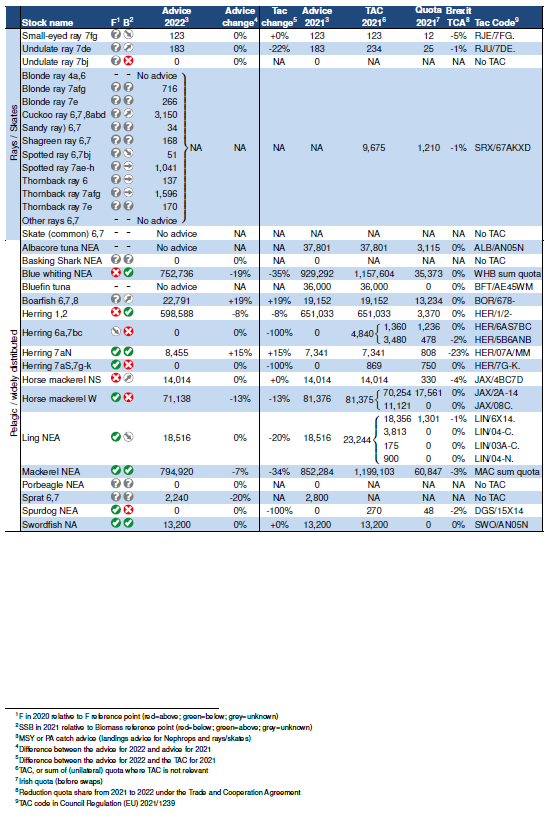 Stock name F¹ B² Advice 2022³ Advice change⁴ Tac change⁵ Advice 2021³ TAC 2021⁶ Quota 2021⁷ Brexit TCA⁸ Tac Code⁹
Rays / Skates
Small-eyed ray 7fg 123 0% +0% 123 123 12 -5% RJE/7FG.
Undulate ray 7de 183 0% -22% 183 234 25 -1% RJU/7DE.
Undulate ray 7bj 0 0% NA 0 NA NA NA No TAC
Blonde ray 4a,6 - - No advice
Blonde ray 7afg 716
Blonde ray 7e 266
Cuckoo ray 6,7,8abd 3,150
Sandy ray) 6,7 34
Shagreen ray 6,7 168
NA NA NA 9,675 1,210 -1% SRX/67AKXD
Spotted ray 6,7bj 51
Spotted ray 7ae-h 1,041
Thornback ray 6 137
Thornback ray 7afg 1,596
Thornback ray 7e 170
Other rays 6,7 - - No advice
Skate (common) 6,7 - - No advice NA NA NA NA NA NA No TAC
Pelagic / widely distributed
Albacore tuna NEA - - No advice NA NA 37,801 37,801 3,115 0% ALB/AN05N
Basking Shark NEA 0 0% NA 0 NA NA NA No TAC
Blue whiting NEA 752,736 -19% -35% 929,292 1,157,604 35,373 0% WHB sum quota
Bluefin tuna - - No advice NA NA 36,000 36,000 0 0% BFT/AE45WM
Boarfish 6,7,8 22,791 +19% +19% 19,152 19,152 13,234 0% BOR/678-
Herring 1,2 598,588 -8% -8% 651,033 651,033 3,370 0% HER/1/2-
Herring 6a,7bc 0 0% -100% 0 4,840 1,360 1,236 0% HER/6AS7BC
3,480 478 -2% HER/5B6ANB
Herring 7aN 8,455 +15% +15% 7,341 7,341 808 -23% HER/07A/MM
Herring 7aS,7g-k 0 0% -100% 0 869 750 0% HER/7G-K.
Horse mackerel NS 14,014 0% +0% 14,014 14,014 330 -4% JAX/4BC7D
Horse mackerel W 71,138 -13% -13% 81,376 81,375 70,254 17,561 -1% JAX/2A-14
11,121 0 0% JAX/08C.
Ling NEA 18,516 0% -20% 18,516 23,244 18,356 1,301 -1% LIN/6X14.
3,813 0 0% LIN/04-C.
175 0 0% LIN/03A-C.
900 0 0% LIN/04-N.
Mackerel NEA 794,920 -7% -34% 852,284 1,199,103 60,847 -3% MAC sum quota
Porbeagle NEA 0 0% NA 0 NA NA NA No TAC
Sprat 6,7 2,240 -20% NA 2,800 NA NA NA No TAC
Spurdog NEA 0 0% -100% 0 270 48 -2% DGS/15X14
Swordfish NA 13,200 0% +0% 13,200 13,200 0 0% SWO/AN05N
¹F in 2020 relative to F reference point (red=above; green=below; grey=unknown)
²SSB in 2021 relative to Biomass reference point (red=below; green=above; grey=unknown)
³MSY or PA catch advice (landings advice for Nephrops and rays/skates)
⁴Difference between the advice for 2022 and advice for 2021
⁵Difference between the advice for 2022 and the TAC for 2021
⁶TAC, or sum of (unilateral) quota where TAC is not relevant
⁷Irish quota (before swaps)
⁸Reduction quota share from 2021 to 2022 under the Trade and Cooperation Agreement
⁹TAC code in Council Regulation (EU) 2021/1239